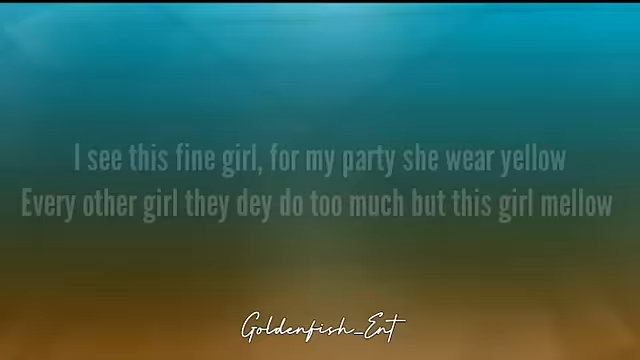 I see this fine girl, for my party she wear yellow
Every other girl they dey do too much but this girl mellow
Goldenfish_Ent